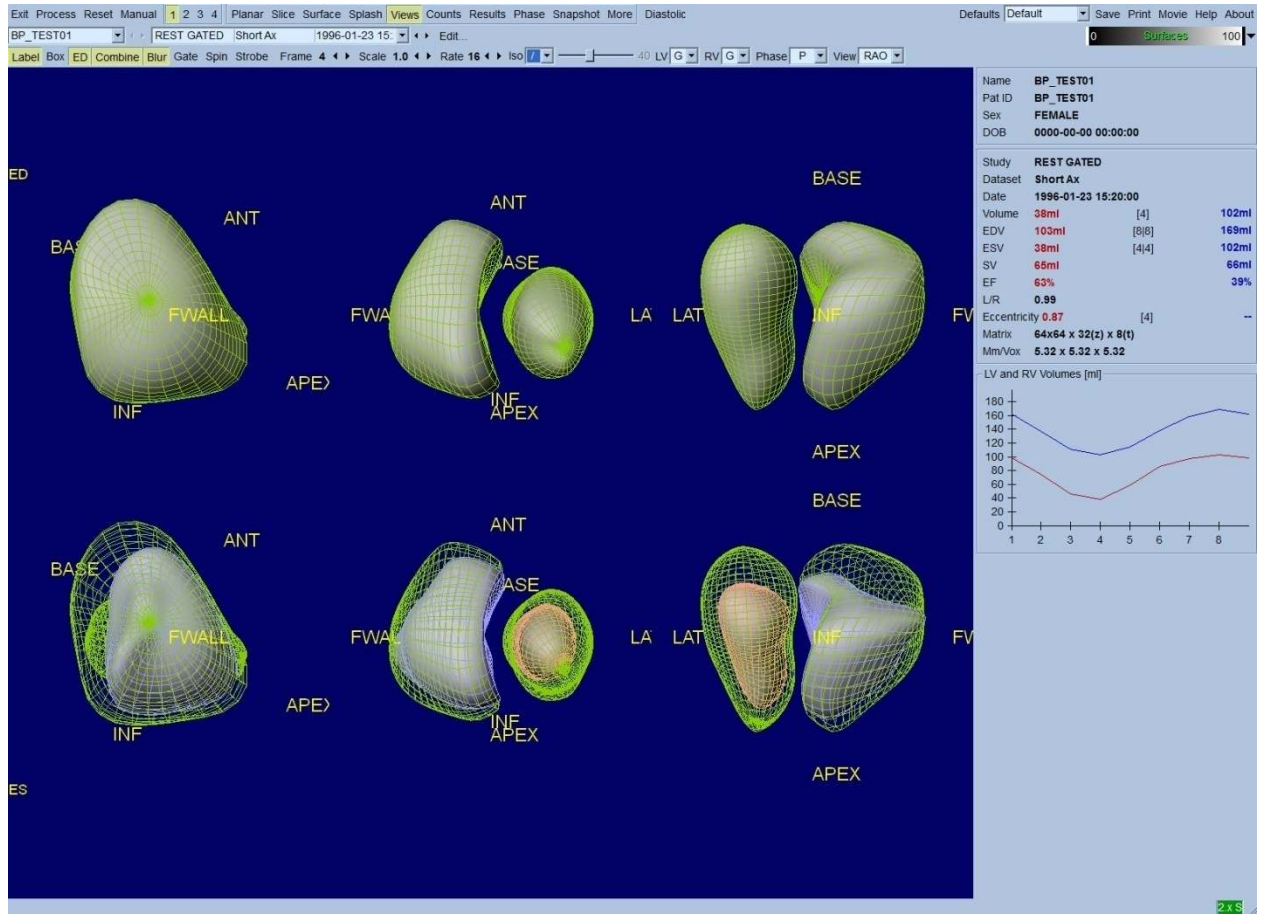 Exit Process Reset Manual 1 2 3 4 Planar Slice Surface Splash Views Counts Results Phase Snapshot More Diastolic Defaults Default Save Print Movie Help About
BP_TEST01 REST GATED Short Ax 1996-01-23 15: Edit... 0 Surfaces 100
Label Box ED Combine Blur Gate Spin Strobe Frame 4 Scale 1.0 Rate 16 Iso 40 LV G RV G Phase P View RAO
Name BP_TEST01
Pat ID BP_TEST01
Sex FEMALE
DOB 0000-00-00 00:00:00
Study REST GATED
Dataset Short Ax
Date 1996-01-23 15:20:00
Volume 38ml [4] 102ml
EDV 103ml [8|8] 169ml
ESV 38ml [4|4] 102ml
SV 65ml 66ml
EF 63% 39%
L/R 0.99
Eccentricity 0.87 [4] --
Matrix 64x64 x 32(z) x 8(t)
Mm/Vox 5.32 x 5.32 x 5.32
LV and RV Volumes [ml]
180
160
140
120
100
80
60
40
20
0
1 2 3 4 5 6 7 8
ED
ANT
BAS
FWALL
APEX
INF
ANT
BASE
FWA
LA
INF
APEX
BASE
LAT
INF
FW
APEX
ANT
BASE
FWALL
APEX
INF
ANT
BASE
FWAL
LA
INF
APEX
BASE
LAT
INF
FW
APEX
ES
2 x S